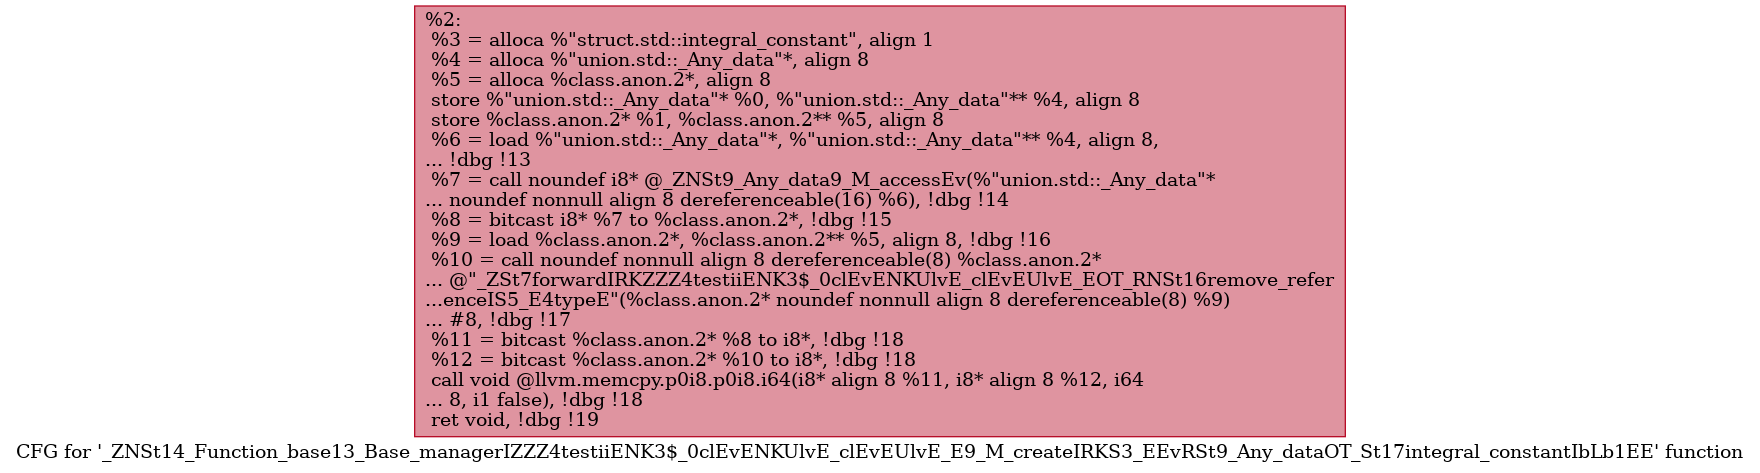 %2:
%3 = alloca %"struct.std::integral_constant", align 1
%4 = alloca %"union.std::_Any_data"*, align 8
%5 = alloca %class.anon.2*, align 8
store %"union.std::_Any_data"* %0, %"union.std::_Any_data"** %4, align 8
store %class.anon.2* %1, %class.anon.2** %5, align 8
%6 = load %"union.std::_Any_data"*, %"union.std::_Any_data"** %4, align 8,
... !dbg !13
%7 = call noundef i8* @_ZNSt9_Any_data9_M_accessEv(%"union.std::_Any_data"*
... noundef nonnull align 8 dereferenceable(16) %6), !dbg !14
%8 = bitcast i8* %7 to %class.anon.2*, !dbg !15
%9 = load %class.anon.2*, %class.anon.2** %5, align 8, !dbg !16
%10 = call noundef nonnull align 8 dereferenceable(8) %class.anon.2*
... @"_ZSt7forwardIRKZZZ4testiiENK3$_0clEvENKUlvE_clEvEUlvE_EOT_RNSt16remove_refer
...enceIS5_E4typeE"(%class.anon.2* noundef nonnull align 8 dereferenceable(8) %9)
... #8, !dbg !17
%11 = bitcast %class.anon.2* %8 to i8*, !dbg !18
%12 = bitcast %class.anon.2* %10 to i8*, !dbg !18
call void @llvm.memcpy.p0i8.p0i8.i64(i8* align 8 %11, i8* align 8 %12, i64
... 8, i1 false), !dbg !18
ret void, !dbg !19
CFG for '_ZNSt14_Function_base13_Base_managerIZZZ4testiiENK3$_0clEvENKUlvE_clEvEUlvE_E9_M_createIRKS3_EEvRSt9_Any_dataOT_St17integral_constantIbLb1EE' function